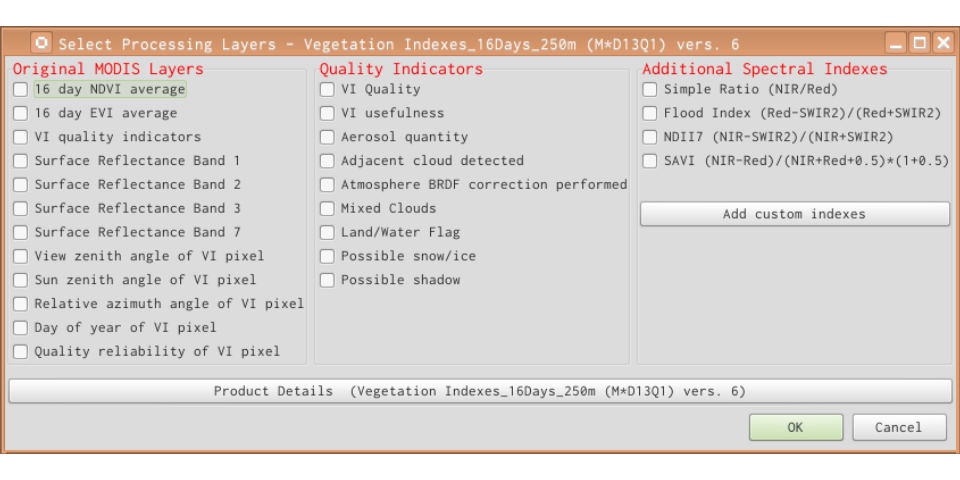 Select Processing Layers - Vegetation Indexes_16Days_250m (M*D13Q1) vers. 6
Original MODIS Layers
16 day NDVI average
16 day EVI average
VI quality indicators
Surface Reflectance Band 1
Surface Reflectance Band 2
Surface Reflectance Band 3
Surface Reflectance Band 7
View zenith angle of VI pixel
Sun zenith angle of VI pixel
Relative azimuth angle of VI pixel
Day of year of VI pixel
Quality reliability of VI pixel
Quality Indicators
VI Quality
VI usefulness
Aerosol quantity
Adjacent cloud detected
Atmosphere BRDF correction performed
Mixed Clouds
Land/Water Flag
Possible snow/ice
Possible shadow
Additional Spectral Indexes
Simple Ratio (NIR/Red)
Flood Index (Red-SWIR2)/(Red+SWIR2)
NDII7 (NIR-SWIR2)/(NIR+SWIR2)
SAVI (NIR-Red)/(NIR+Red+0.5)*(1+0.5)
Add custom indexes
Product Details (Vegetation Indexes_16Days_250m (M*D13Q1) vers. 6)
OK
Cancel